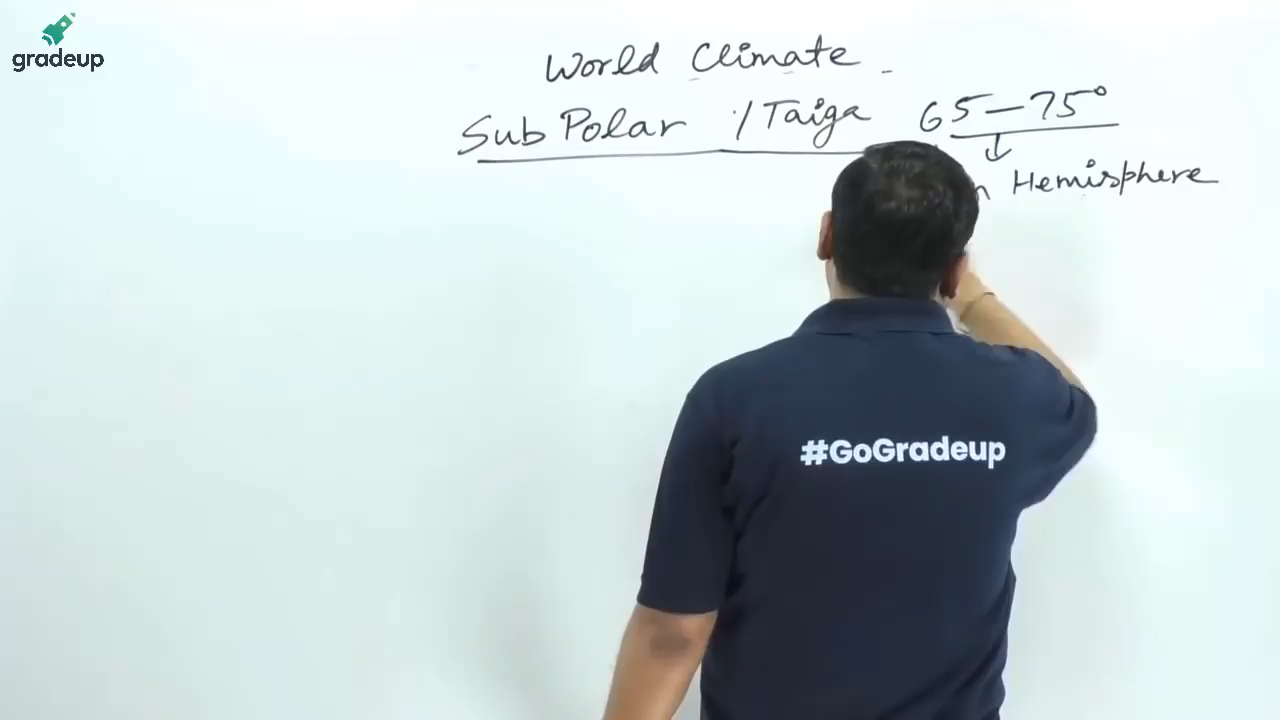 gradeup
World Climate
Sub Polar / Taiga 65-75°
Hemisphere
#GoGradeup